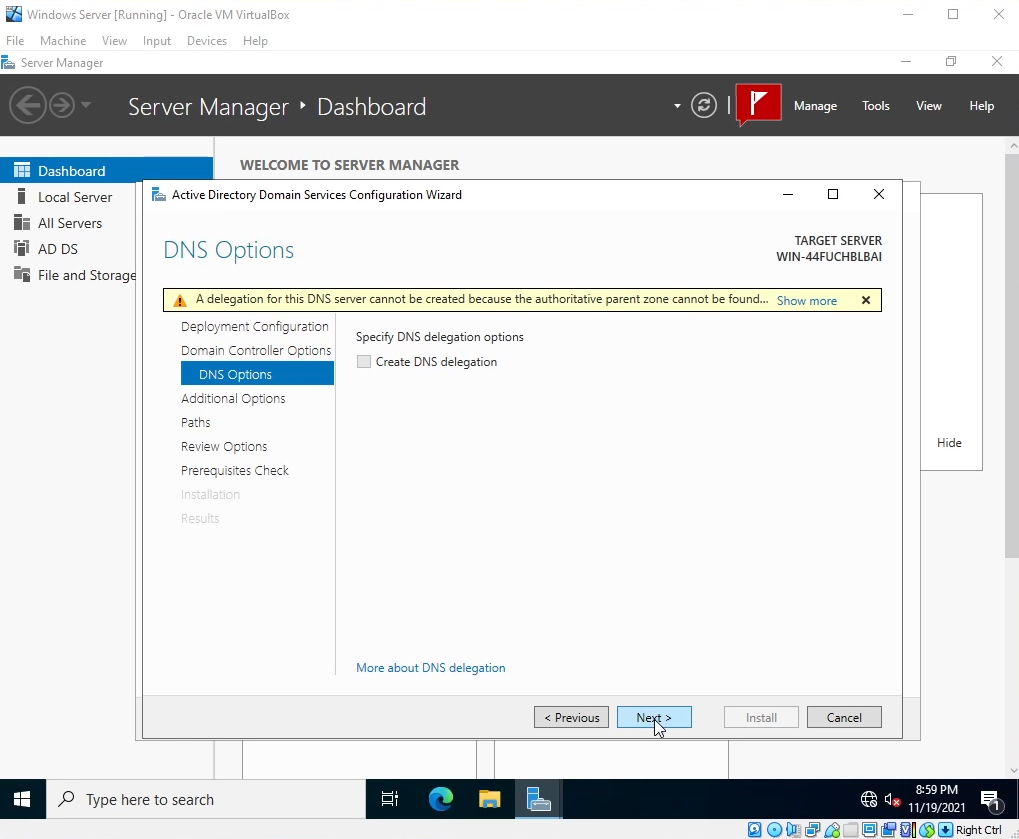 Windows Server [Running] - Oracle VM VirtualBox
File Machine View Input Devices Help
Server Manager
Server Manager Dashboard
Manage Tools View Help
Dashboard
Local Server
All Servers
AD DS
File and Storage
WELCOME TO SERVER MANAGER
Active Directory Domain Services Configuration Wizard
DNS Options
TARGET SERVER
WIN-44FUCHBLBAI
A delegation for this DNS server cannot be created because the authoritative parent zone cannot be found... Show more
Deployment Configuration
Domain Controller Options
DNS Options
Additional Options
Paths
Review Options
Prerequisites Check
Installation
Results
Specify DNS delegation options
Create DNS delegation
More about DNS delegation
Hide
< Previous Next > Install Cancel
Type here to search
8:59 PM
11/19/2021
1
Right Ctrl